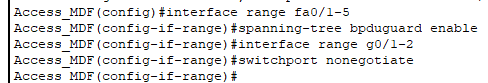 Access_MDF(config)#interface range fa0/1-5
Access_MDF(config-if-range)#spanning-tree bpduguard enable
Access_MDF(config-if-range)#interface range g0/1-2
Access_MDF(config-if-range)#switchport nonegotiate
Access_MDF(config-if-range)#